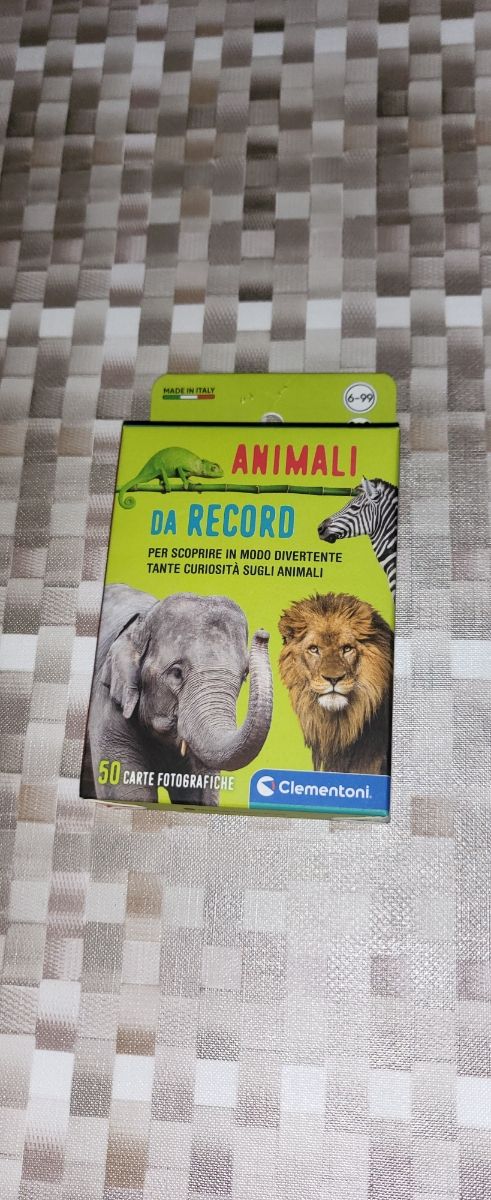 MADE IN ITALY
6-99
ANIMALI
DA RECORD
PER SCOPRIRE IN MODO DIVERTENTE
TANTE CURIOSITÀ SUGLI ANIMALI
50 CARTE FOTOGRAFICHE
Clementoni